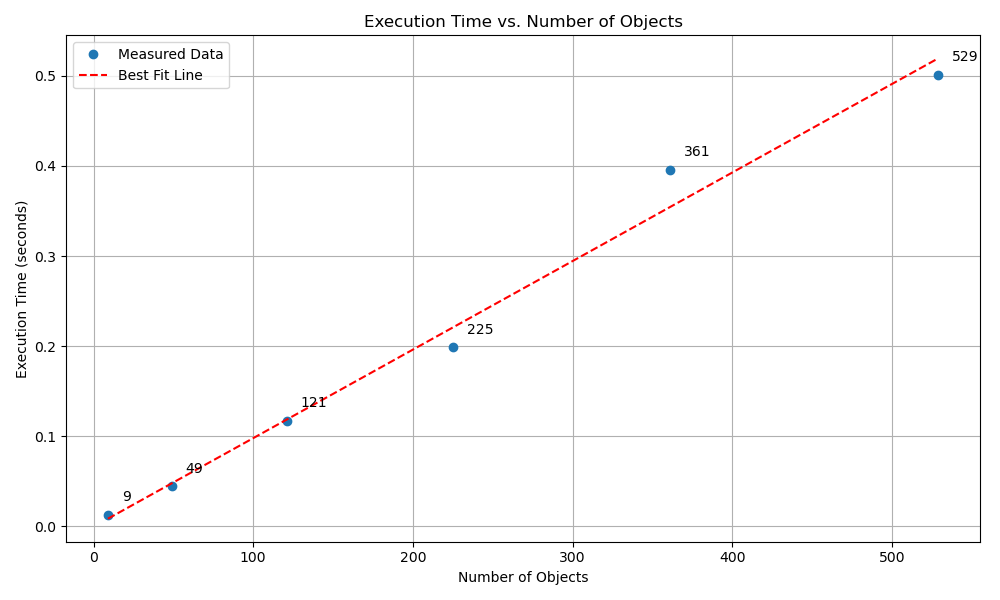 Execution Time vs. Number of Objects
Measured Data
Best Fit Line
529
361
225
121
49
9
0.5
0.4
0.3
0.2
0.1
0.0
Execution Time (seconds)
0 100 200 300 400 500
Number of Objects